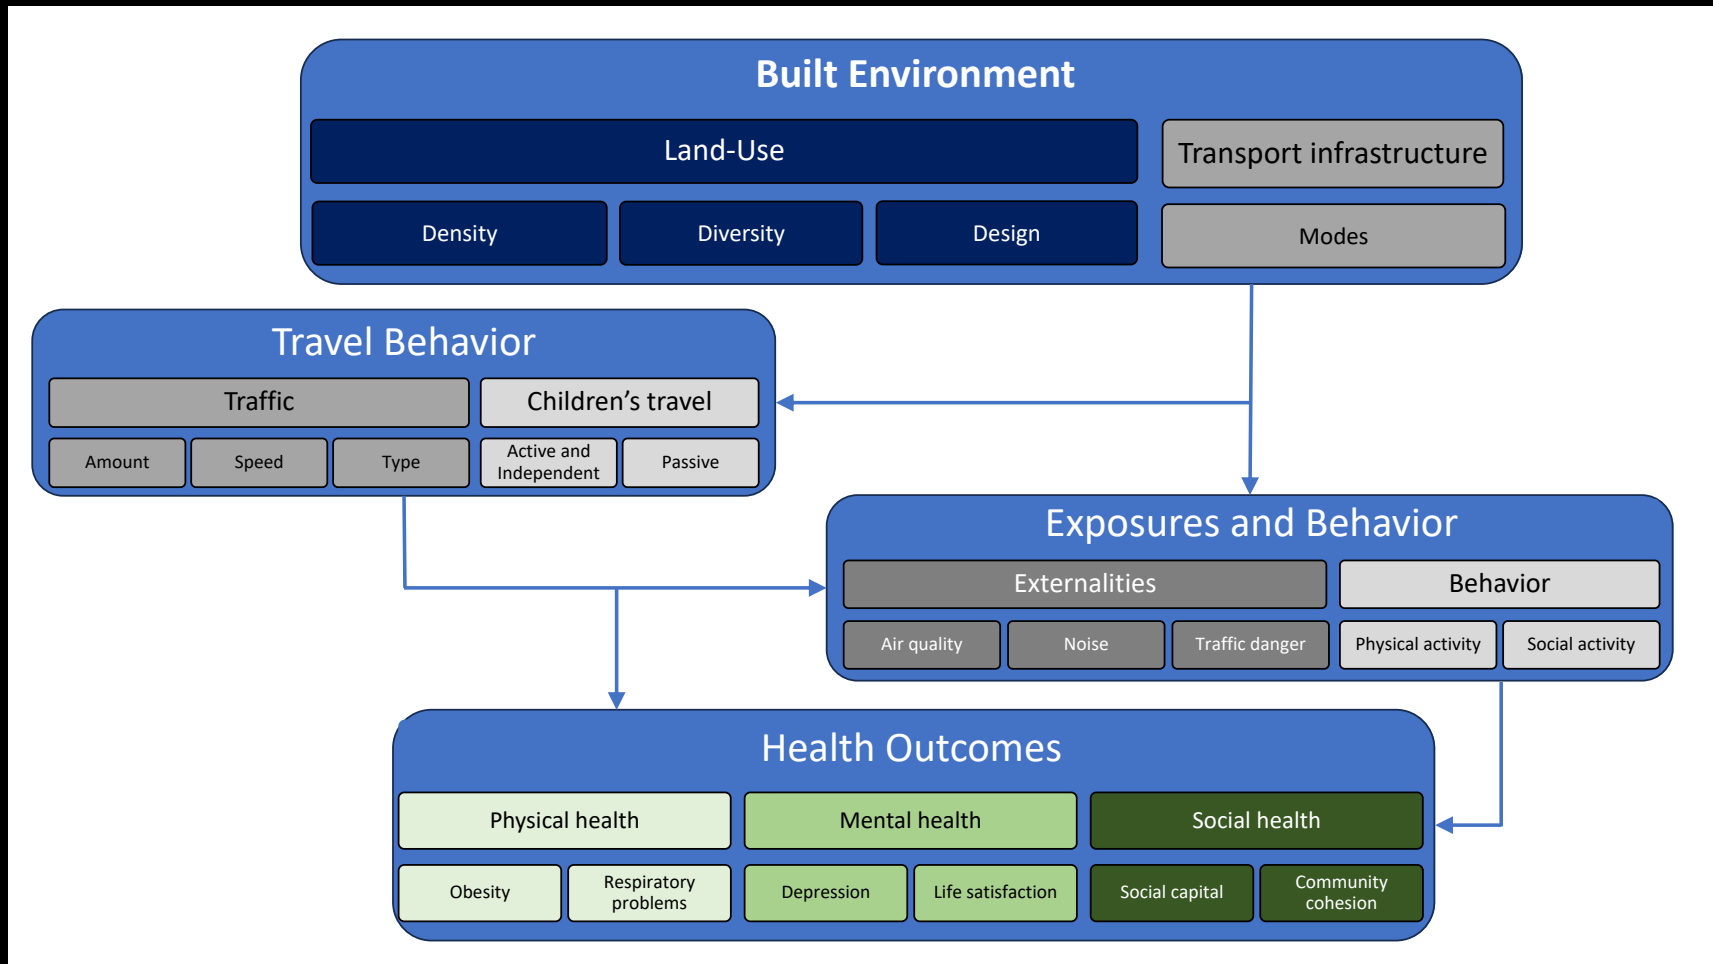 Built Environment
Land-Use
Transport infrastructure
Density
Diversity
Design
Modes
Travel Behavior
Traffic
Children’s travel
Amount
Speed
Type
Active and
Independent
Passive
Exposures and Behavior
Externalities
Behavior
Air quality
Noise
Traffic danger
Physical activity
Social activity
Health Outcomes
Physical health
Mental health
Social health
Obesity
Respiratory
problems
Depression
Life satisfaction
Social capital
Community
cohesion